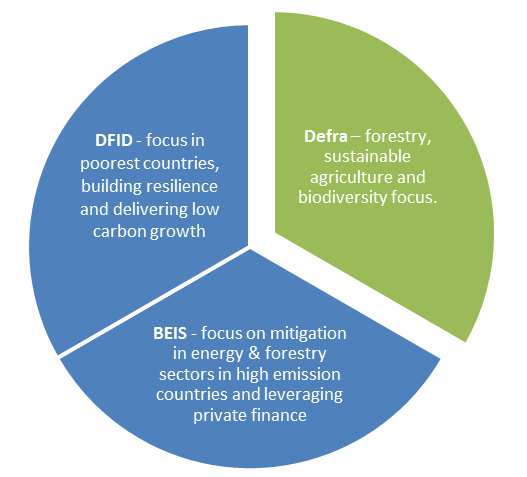 DFID - focus in
poorest countries,
building resilience
and delivering low
carbon growth
Defra – forestry,
sustainable
agriculture and
biodiversity focus.
BEIS - focus on mitigation
in energy & forestry
sectors in high emission
countries and leveraging
private finance